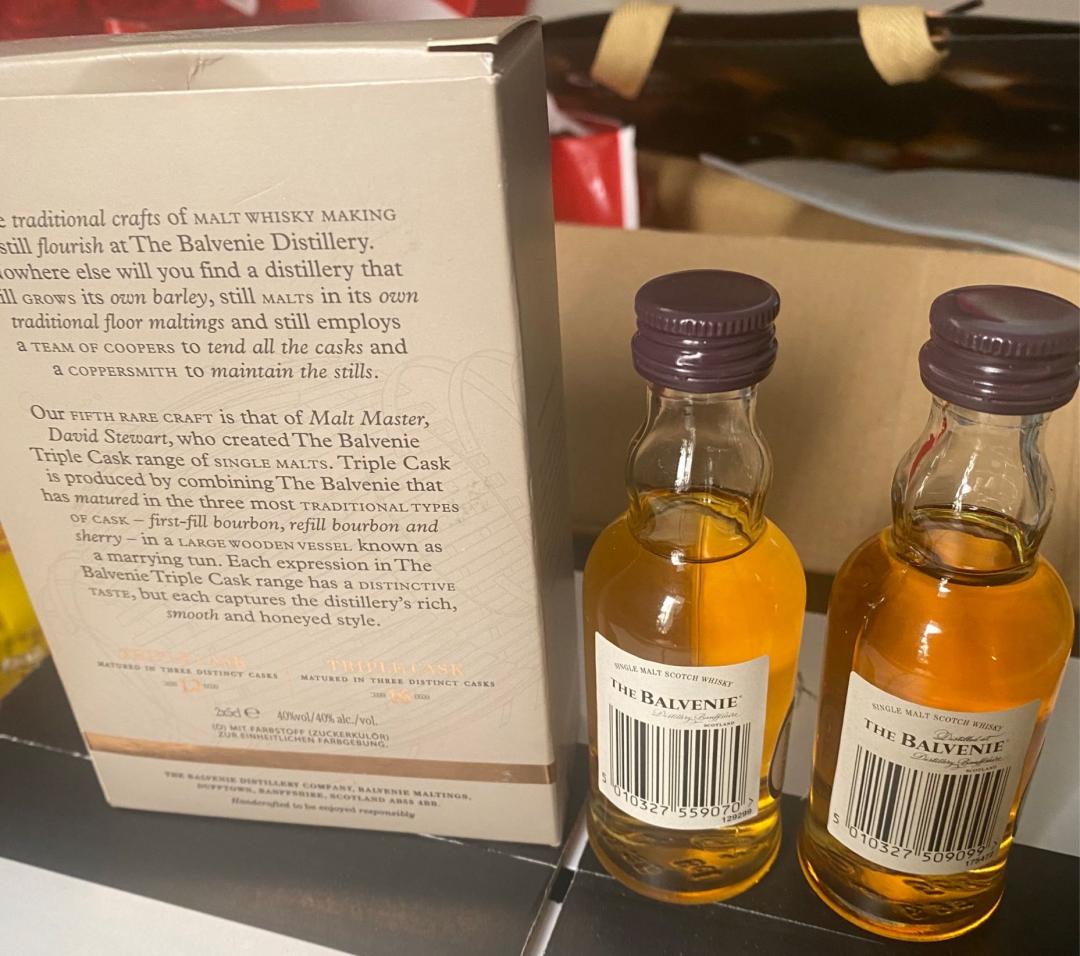 traditional crafts of MALT WHISKY MAKING
still flourish at The Balvenie Distillery.
owhere else will you find a distillery that
ill GROWS its own barley, still MALTS in its own
traditional floor maltings and still employs
a TEAM OF COOPERS to tend all the casks and
a COPPERSMITH to maintain the stills.
Our FIFTH RARE CRAFT is that of Malt Master,
David Stewart, who created The Balvenie
Triple Cask range of SINGLE MALTS. Triple Cask
is produced by combining The Balvenie that
has matured in the three most TRADITIONAL TYPES
OF CASK – first-fill bourbon, refill bourbon and
sherry – in a LARGE WOODEN VESSEL known as
a marrying tun. Each expression in The
Balvenie Triple Cask range has a DISTINCTIVE
TASTE, but each captures the distillery's rich,
smooth and honeyed style.
TRIPLE CASK
MATURED IN THREE DISTINCT CASKS
12
TRIPLE CASK
MATURED IN THREE DISTINCT CASKS
16
2x5cl ℮ 40%vol/40% alc./vol.
(D) MIT FARBSTOFF (ZUCKERKULÖR)
ZUR EINHEITLICHEN FARBGEBUNG.
THE BALVENIE DISTILLERY COMPANY, BALVENIE MALTINGS,
DUFFTOWN, BANFFSHIRE, SCOTLAND AB55 4BB.
Handcrafted to be enjoyed responsibly
SINGLE MALT SCOTCH WHISKY
THE BALVENIE®
Distillery, Banffshire
SCOTLAND
5 010327 559070 >
129299
SINGLE MALT SCOTCH WHISKY
Distilled at
THE BALVENIE®
Distillery, Banffshire
SCOTLAND
5 010327 509099 >